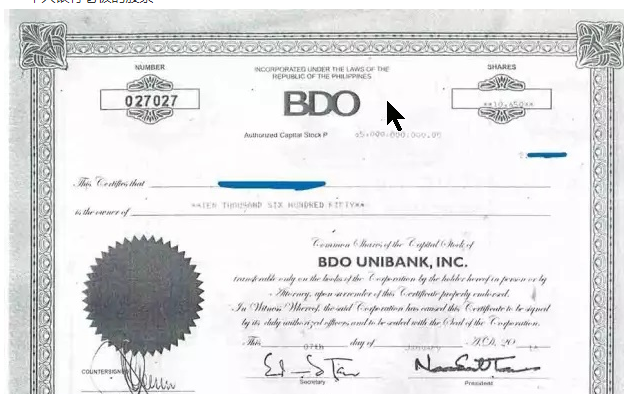 NUMBER
027027
INCORPORATED UNDER THE LAWS OF THE
REPUBLIC OF THE PHILIPPINES
BDO
Authorized Capital Stock P
SHARES
**10,650**
This Certifies that
is the owner of **TEN THOUSAND SIX HUNDRED FIFTY**
Common Shares of the Capital Stock of
BDO UNIBANK, INC.
transferable only on the books of the Corporation by the holder hereof in person or by
Attorney, upon surrender of this Certificate properly endorsed.
In Witness Whereof, the said Corporation has caused this Certificate to be signed
by its duly authorized officers and to be sealed with the Seal of the Corporation.
This 07th day of JANUARY A.D. 20
COUNTERSIGNED
Secretary
President